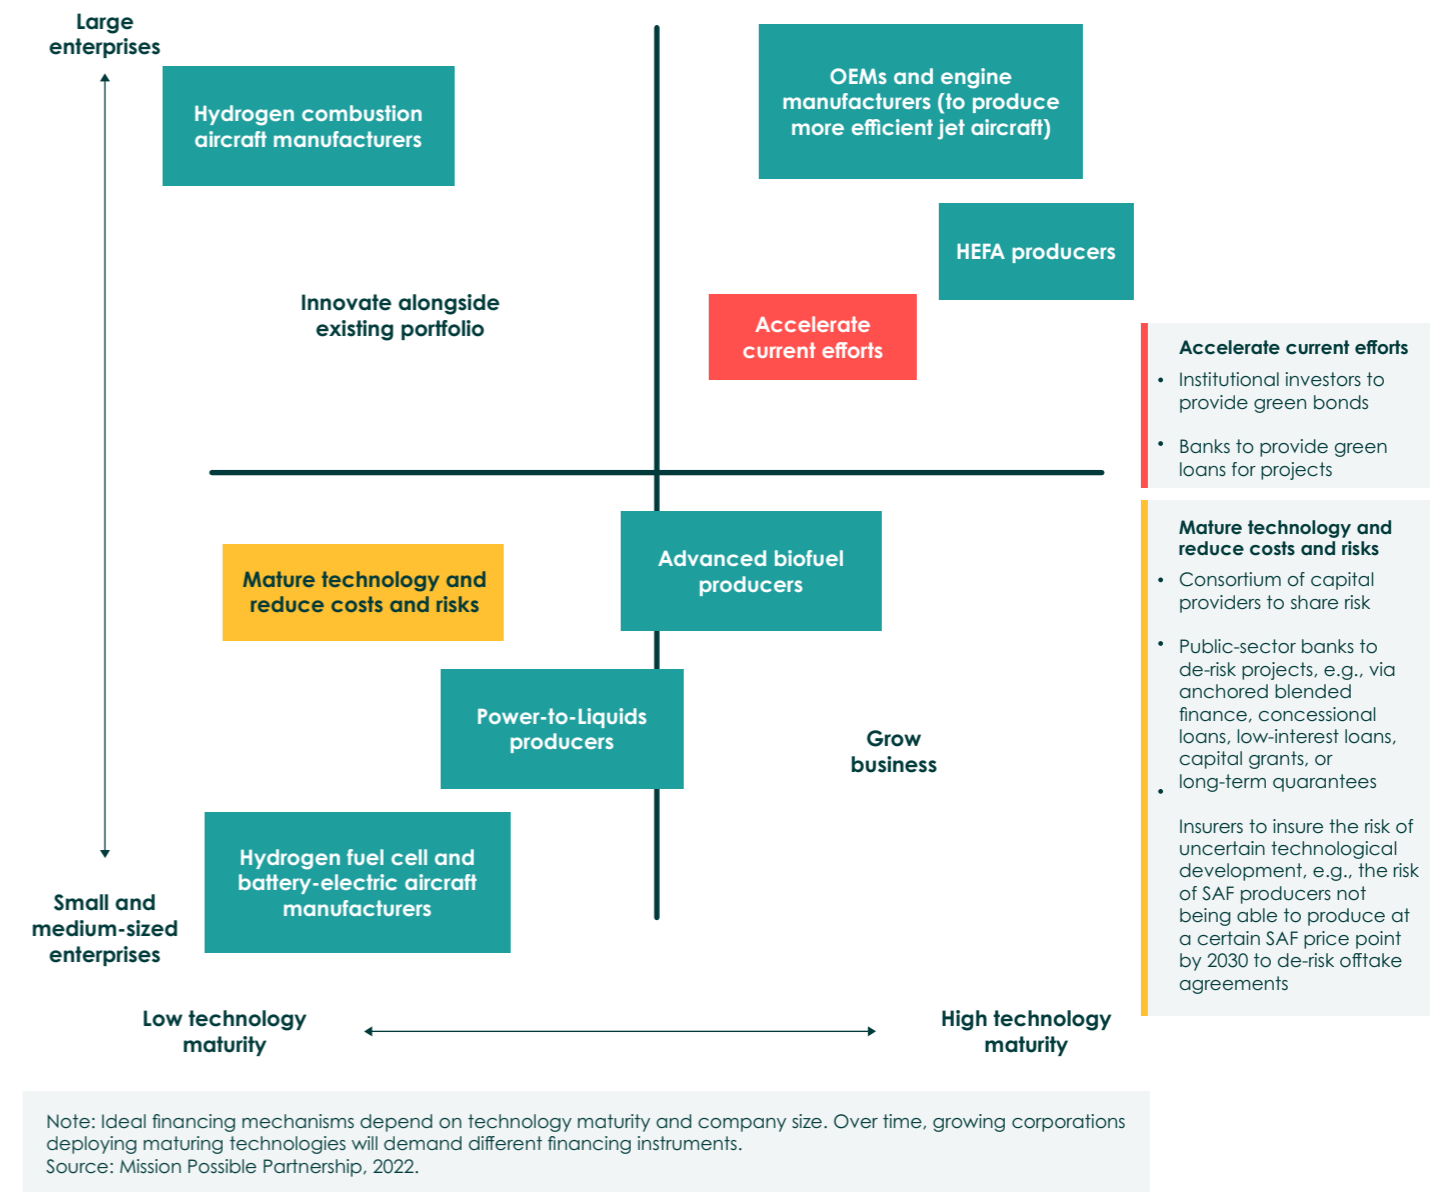 Large
enterprises
Hydrogen combustion
aircraft manufacturers
OEMs and engine
manufacturers (to produce
more efficient jet aircraft)
HEFA producers
Innovate alongside
existing portfolio
Accelerate
current efforts
Accelerate current efforts
• Institutional investors to
provide green bonds
• Banks to provide green
loans for projects
Mature technology and
reduce costs and risks
Advanced biofuel
producers
Power-to-Liquids
producers
Grow
business
Hydrogen fuel cell and
battery-electric aircraft
manufacturers
Small and
medium-sized
enterprises
Mature technology and
reduce costs and risks
• Consortium of capital
providers to share risk
• Public-sector banks to
de-risk projects, e.g., via
anchored blended
finance, concessional
loans, low-interest loans,
capital grants, or
long-term quarantees
•
Insurers to insure the risk of
uncertain technological
development, e.g., the risk
of SAF producers not
being able to produce at
a certain SAF price point
by 2030 to de-risk offtake
agreements
Low technology
maturity
High technology
maturity
Note: Ideal financing mechanisms depend on technology maturity and company size. Over time, growing corporations
deploying maturing technologies will demand different financing instruments.
Source: Mission Possible Partnership, 2022.